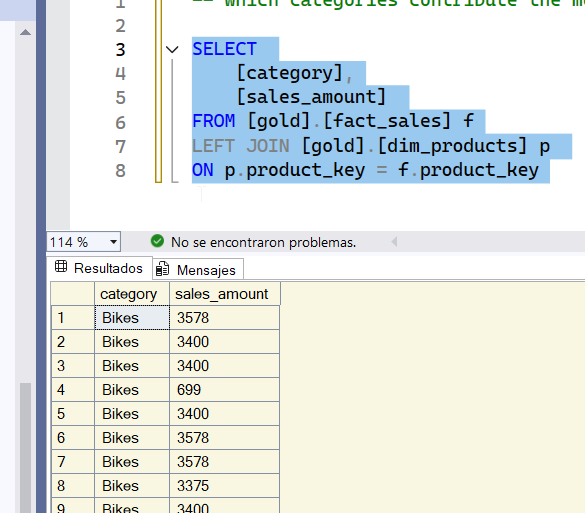 1 -- Which categories contribute the mo
2
3 SELECT
4 [category],
5 [sales_amount]
6 FROM [gold].[fact_sales] f
7 LEFT JOIN [gold].[dim_products] p
8 ON p.product_key = f.product_key
114 % No se encontraron problemas.
Resultados Mensajes
category sales_amount
1 Bikes 3578
2 Bikes 3400
3 Bikes 3400
4 Bikes 699
5 Bikes 3400
6 Bikes 3578
7 Bikes 3578
8 Bikes 3375
9 Bikes 3400